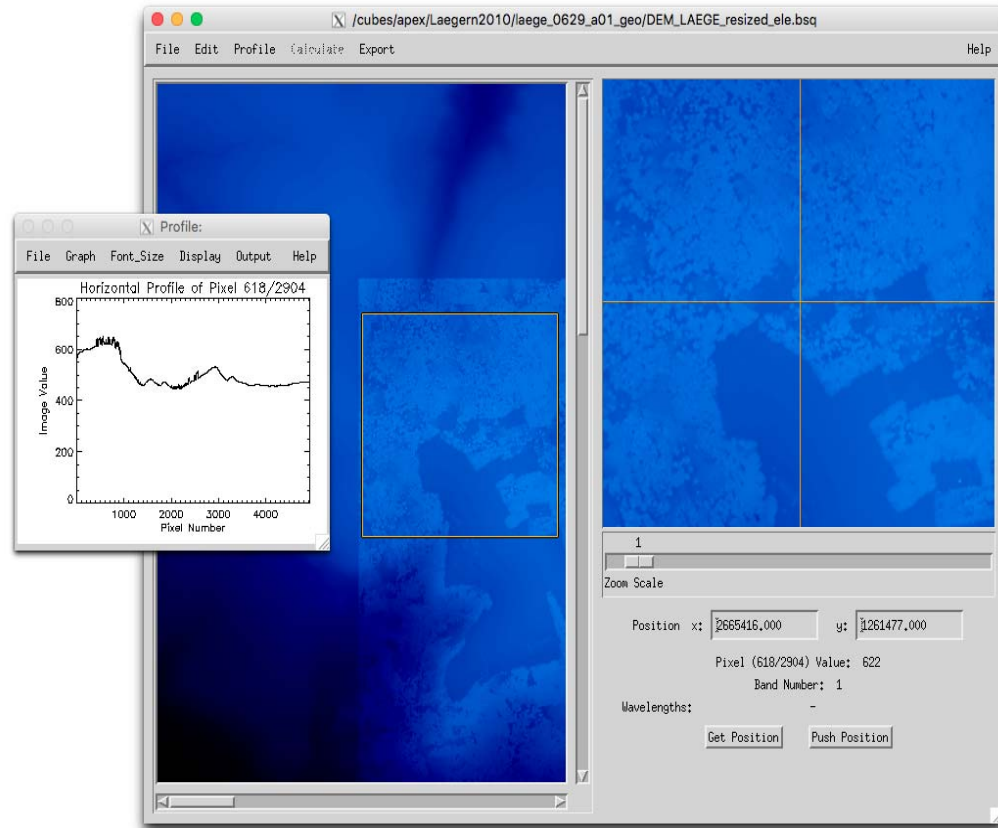 /cubes/apex/Laegern2010/laege_0629_a01_geo/DEM_LAEGE_resized_ele.bsq
File Edit Profile Calculate Export Help
Profile:
File Graph Font_Size Display Output Help
Horizontal Profile of Pixel 618/2904
800
600
400
200
0
Image Value
1000 2000 3000 4000
Pixel Number
1
Zoom Scale
Position x: 2665416.000 y: 1261477.000
Pixel (618/2904) Value: 622
Band Number: 1
Wavelengths: -
Get Position Push Position